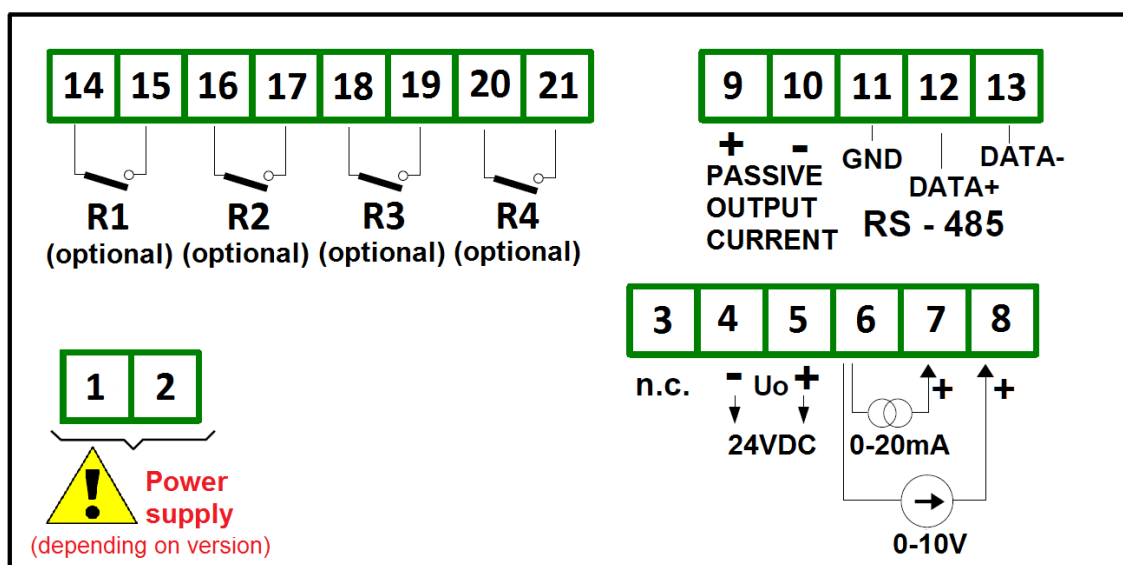 14 15 16 17 18 19 20 21
R1 R2 R3 R4
(optional) (optional) (optional) (optional)
9 10 11 12 13
+ -
PASSIVE
OUTPUT
CURRENT
GND
DATA+
DATA-
RS - 485
3 4 5 6 7 8
n.c.
- Uo +
24VDC
+ +
0-20mA
0-10V
1 2
!
Power
supply
(depending on version)